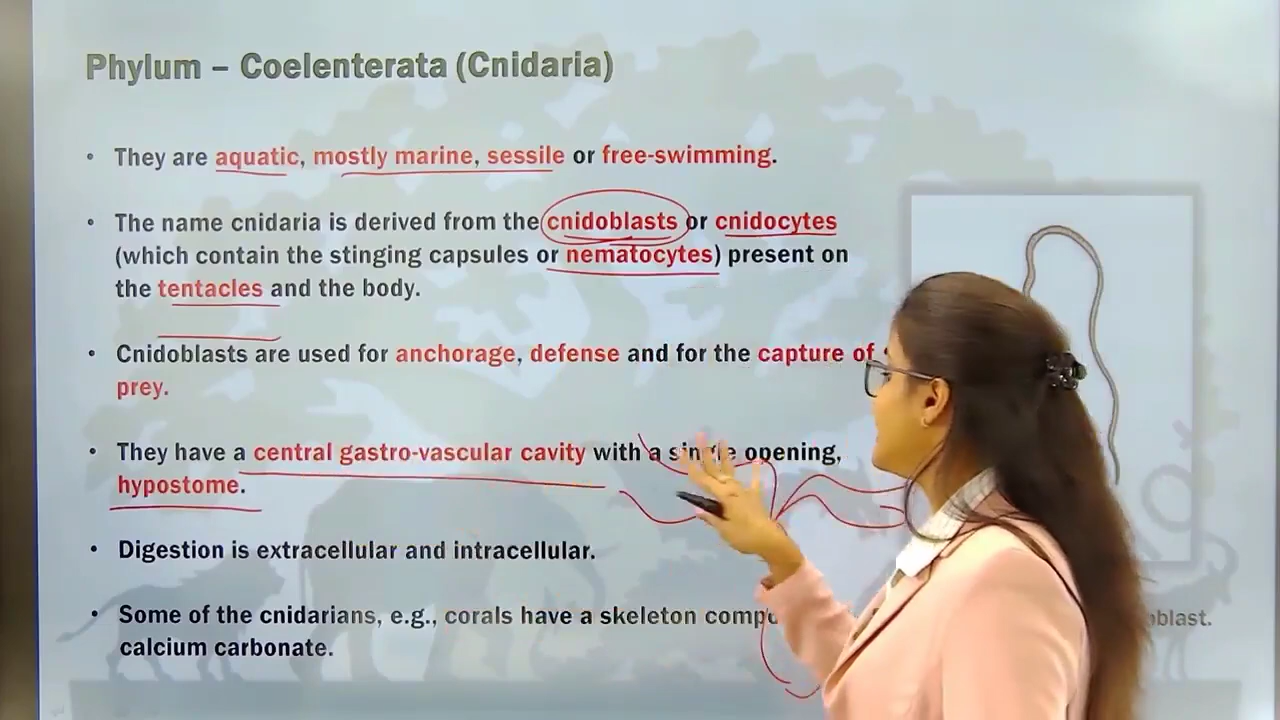 Phylum – Coelenterata (Cnidaria)
• They are aquatic, mostly marine, sessile or free-swimming.
• The name cnidaria is derived from the cnidoblasts or cnidocytes
(which contain the stinging capsules or nematocytes) present on
the tentacles and the body.
• Cnidoblasts are used for anchorage, defense and for the capture of
prey.
• They have a central gastro-vascular cavity with a single opening,
hypostome.
• Digestion is extracellular and intracellular.
• Some of the cnidarians, e.g., corals have a skeleton
calcium carbonate.